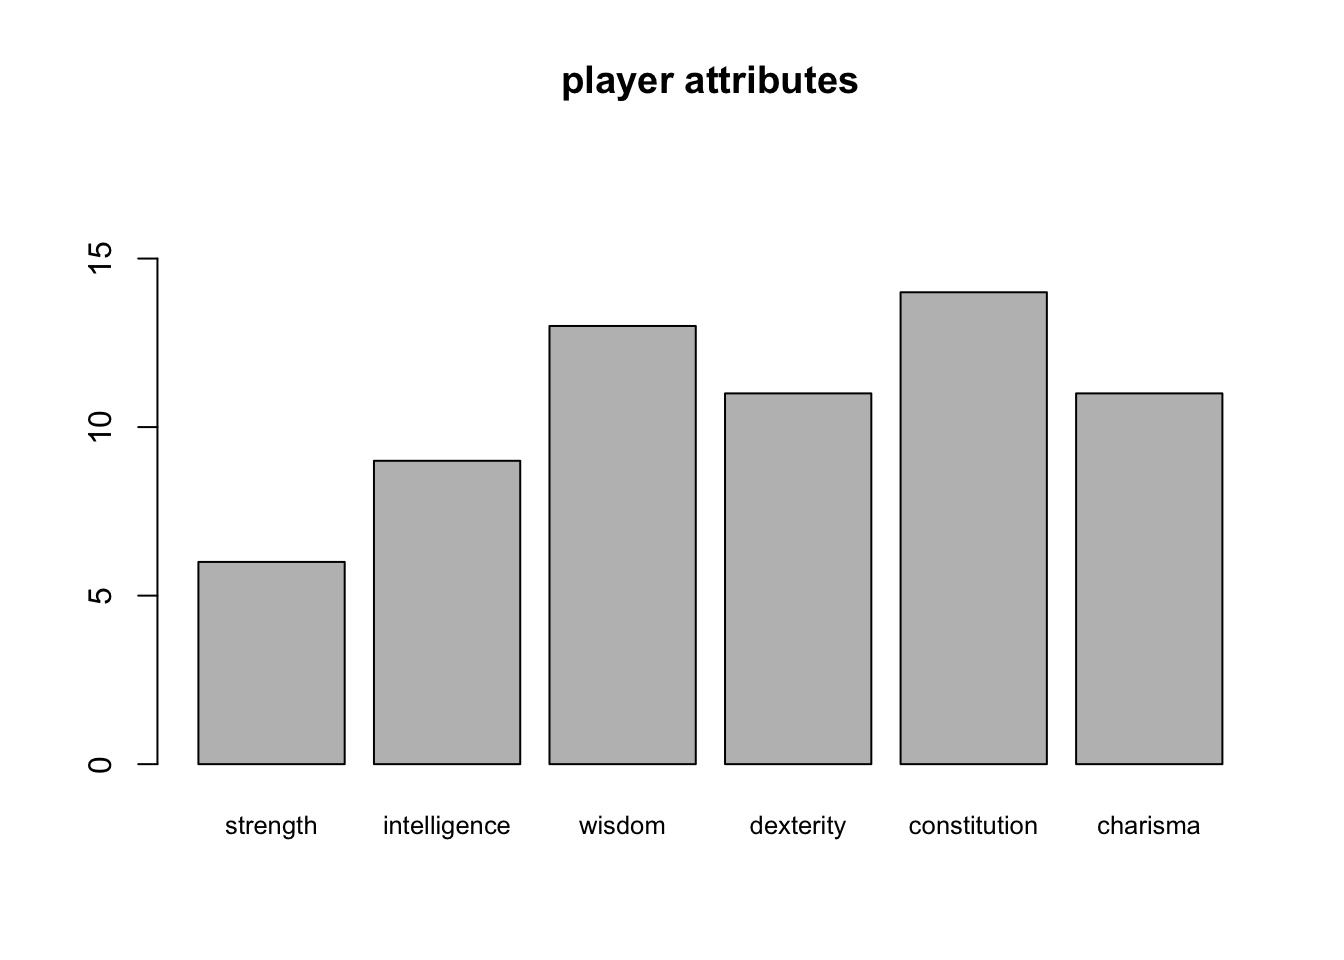 player attributes
15
10
5
0
strength intelligence wisdom dexterity constitution charisma